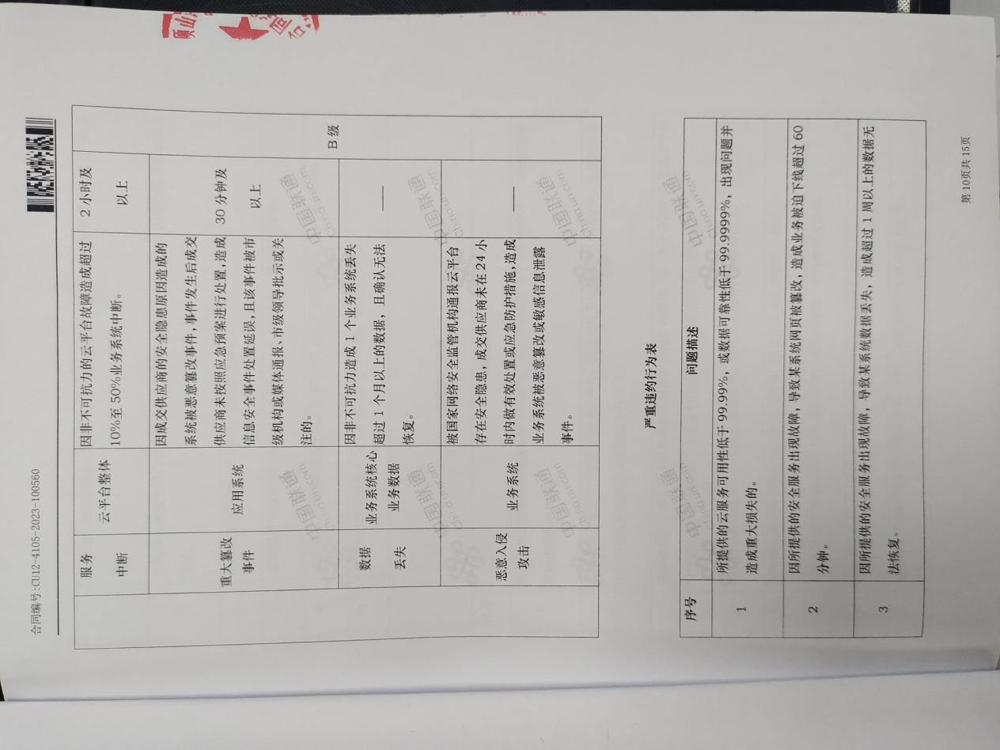 合同编号:CU12-4105-2023-100560
服务
中断
云平台整体
因非不可抗力的云平台故障造成超过
10%至 50%业务系统中断。
2 小时及
以上
B 级
重大篡改
事件
应用系统
因成交供应商的安全隐患原因造成的
系统被恶意篡改事件,事件发生后成交
供应商未按照应急预案进行处置,造成
信息安全事件处置延误,且该事件被市
级机构或媒体通报、市级领导批示或关
注的。
30 分钟及
以上
数据
丢失
业务系统核心
业务数据
因非不可抗力造成 1 个业务系统丢失
超过 1 个月以上的数据，且确认无法
恢复。
——
恶意入侵
攻击
业务系统
被国家网络安全监管机构通报云平台
存在安全隐患,成交供应商未在 24 小
时内做有效处置或应急防护措施,造成
业务系统被恶意篡改或敏感信息泄露
事件。
——
严重违约行为表
序号
问题描述
1
所提供的云服务可用性低于 99.99%，或数据可靠性低于 99.9999%，出现问题并
造成重大损失的。
2
因所提供的安全服务出现故障，导致某系统网页被篡改，造成业务被迫下线超过 60
分钟。
3
因所提供的安全服务出现故障，导致某系统数据丢失，造成超过 1 周以上的数据无
法恢复。
第 10页共 15页